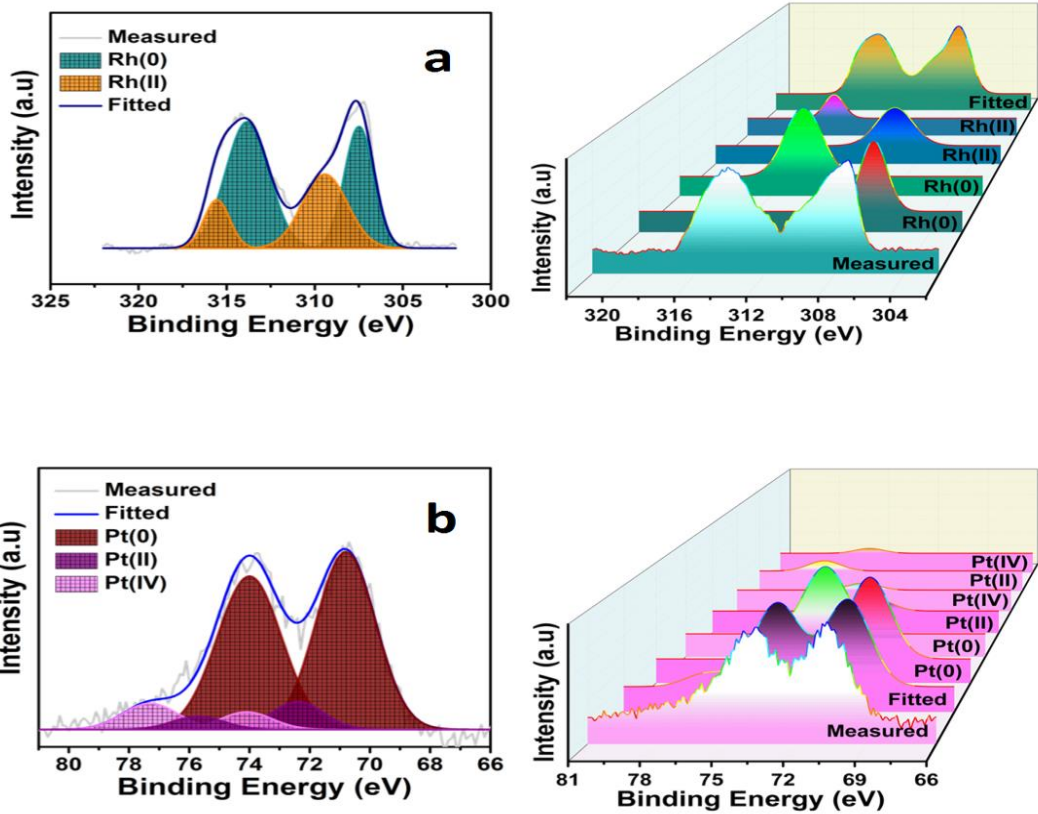 Measured
Rh(0)
Rh(II)
Fitted
a
Intensity (a.u)
325 320 315 310 305 300
Binding Energy (eV)
Fitted
Rh(II)
Rh(II)
Rh(0)
Rh(0)
Measured
Intensity (a.u)
320 316 312 308 304
Binding Energy (eV)
Measured
Fitted
Pt(0)
Pt(II)
Pt(IV)
b
Intensity (a.u)
80 78 76 74 72 70 68 66
Binding Energy (eV)
Pt(IV)
Pt(II)
Pt(IV)
Pt(II)
Pt(0)
Pt(0)
Fitted
Measured
Intensity (a.u)
81 78 75 72 69 66
Binding Energy (eV)